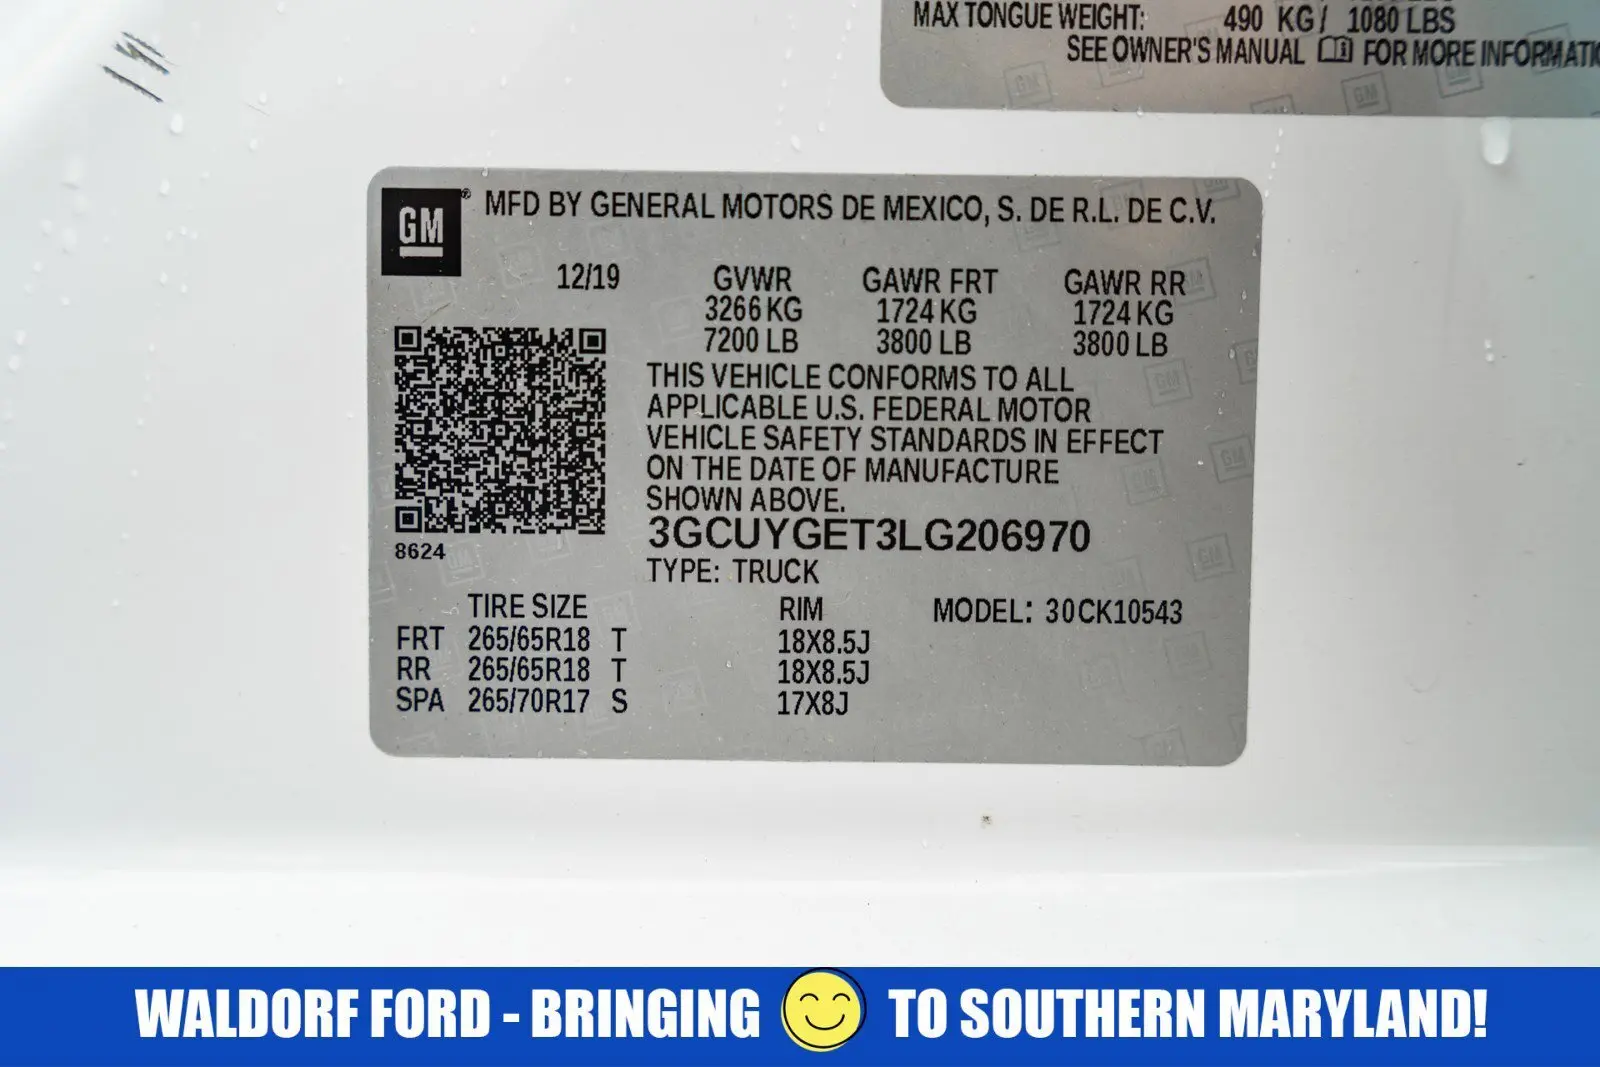 MAX TONGUE WEIGHT: 490 KG / 1080 LBS
SEE OWNER'S MANUAL FOR MORE
GM
MFD BY GENERAL MOTORS DE MEXICO, S. DE R.L. DE C.V.
12/19 GVWR GAWR FRT GAWR RR
3266 KG 1724 KG 1724 KG
7200 LB 3800 LB 3800 LB
THIS VEHICLE CONFORMS TO ALL
APPLICABLE U.S. FEDERAL MOTOR
VEHICLE SAFETY STANDARDS IN EFFECT
ON THE DATE OF MANUFACTURE
SHOWN ABOVE.
3GCUYGET3LG206970
8624
TYPE: TRUCK
TIRE SIZE RIM MODEL: 30CK10543
FRT 265/65R18 T 18X8.5J
RR 265/65R18 T 18X8.5J
SPA 265/70R17 S 17X8J
WALDORF FORD - BRINGING TO SOUTHERN MARYLAND!